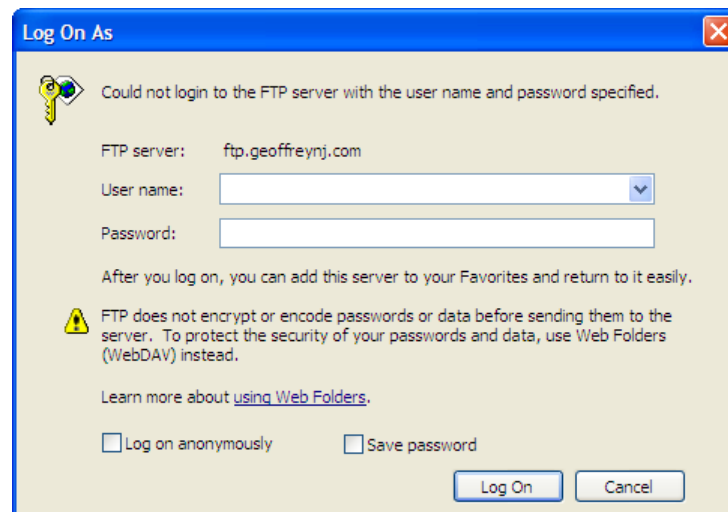 Log On As
Could not login to the FTP server with the user name and password specified.
FTP server: ftp.geoffreynj.com
User name:
Password:
After you log on, you can add this server to your Favorites and return to it easily.
FTP does not encrypt or encode passwords or data before sending them to the
server. To protect the security of your passwords and data, use Web Folders
(WebDAV) instead.
Learn more about using Web Folders.
Log on anonymously Save password
Log On Cancel